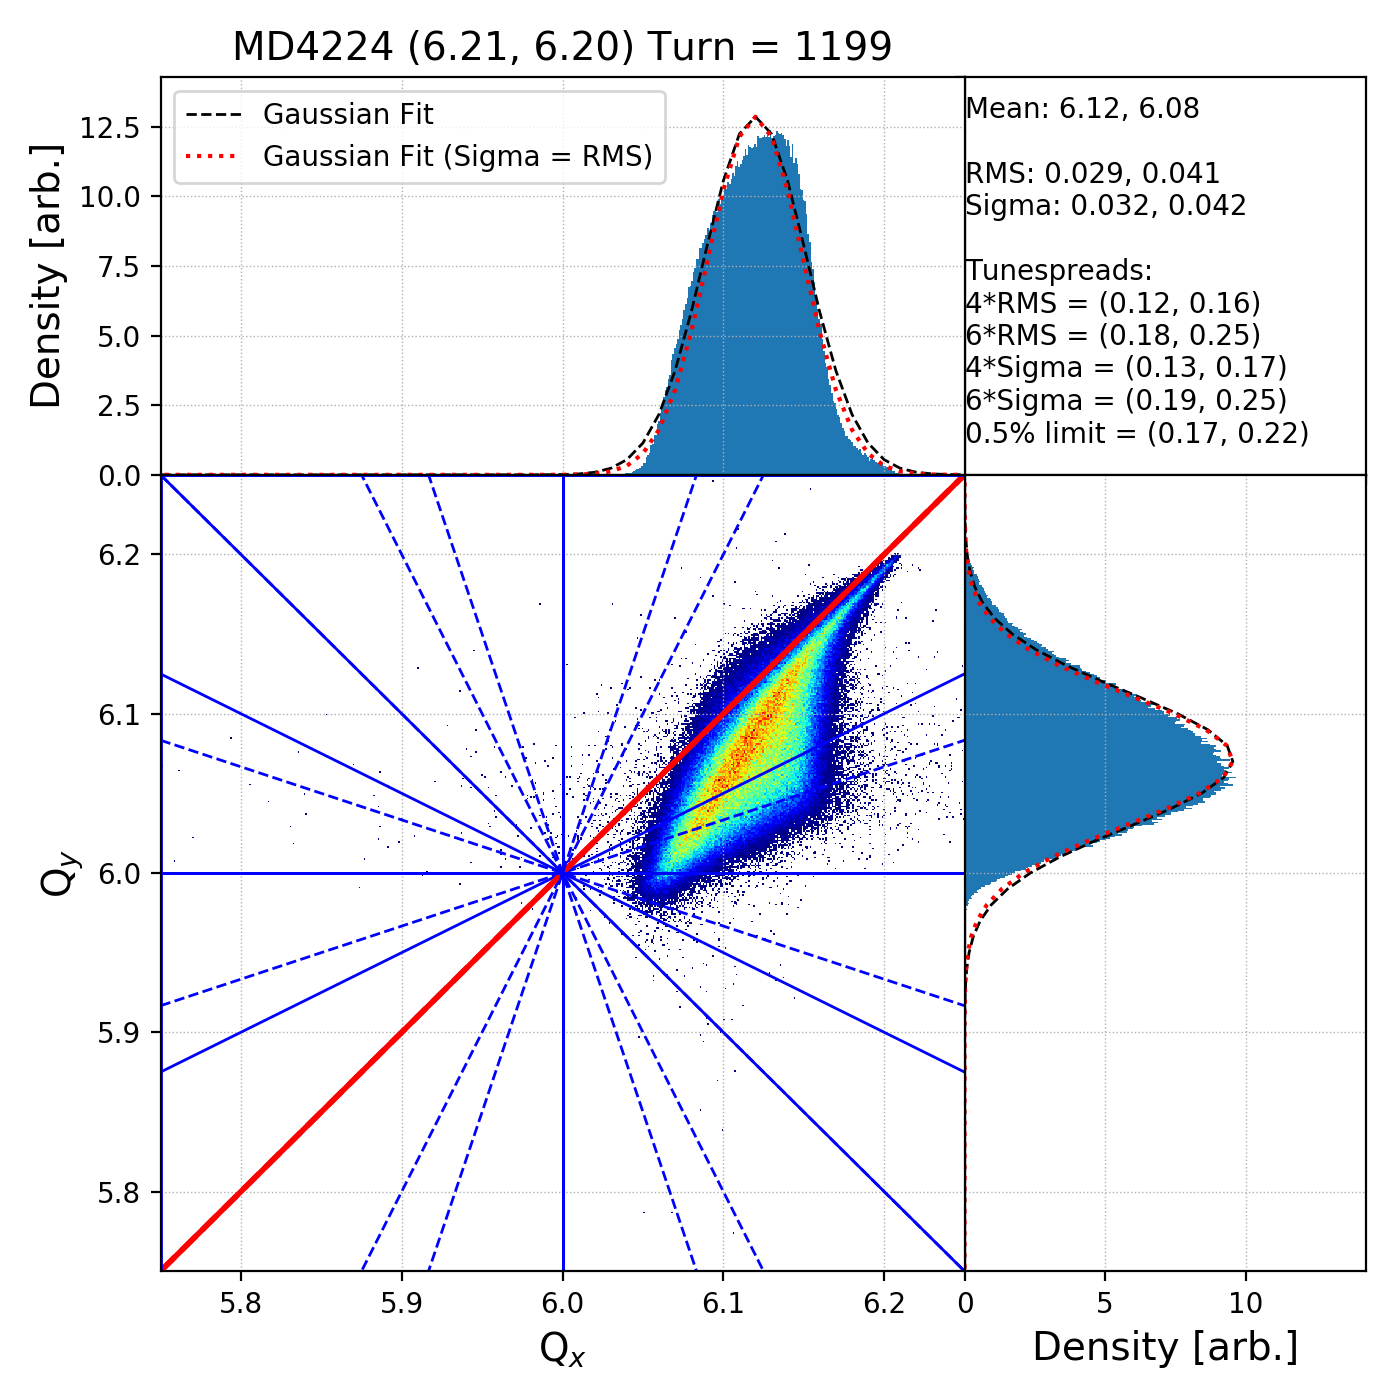 MD4224 (6.21, 6.20) Turn = 1199
Gaussian Fit
Gaussian Fit (Sigma = RMS)
Density [arb.]
12.5
10.0
7.5
5.0
2.5
0.0
Mean: 6.12, 6.08
RMS: 0.029, 0.041
Sigma: 0.032, 0.042
Tunespreads:
4*RMS = (0.12, 0.16)
6*RMS = (0.18, 0.25)
4*Sigma = (0.13, 0.17)
6*Sigma = (0.19, 0.25)
0.5% limit = (0.17, 0.22)
Qy
6.2
6.1
6.0
5.9
5.8
5.8 5.9 6.0 6.1 6.2
Qx
0 5 10
Density [arb.]